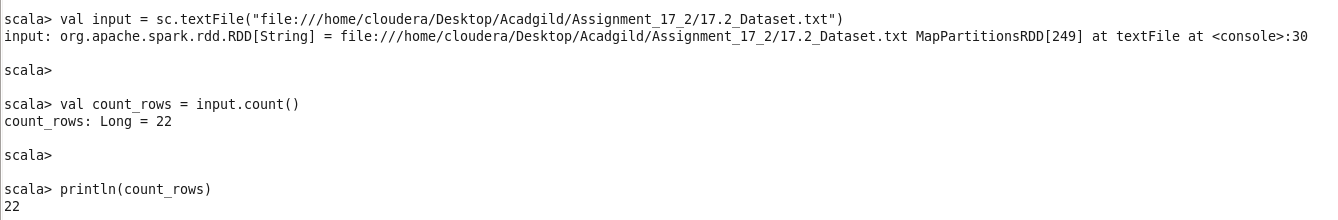 scala> val input = sc.textFile("file:///home/cloudera/Desktop/Acadgild/Assignment_17_2/17.2_Dataset.txt")
input: org.apache.spark.rdd.RDD[String] = file:///home/cloudera/Desktop/Acadgild/Assignment_17_2/17.2_Dataset.txt MapPartitionsRDD[249] at textFile at <console>:30
scala>
scala> val count_rows = input.count()
count_rows: Long = 22
scala>
scala> println(count_rows)
22